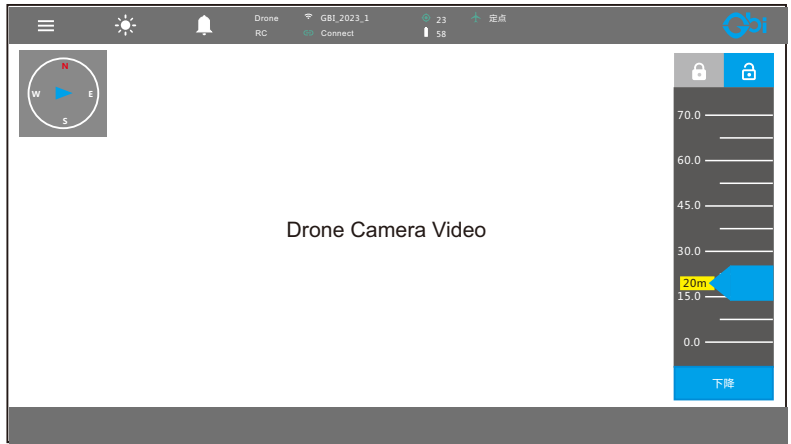 Drone GBI_2023_1 23 定点
RC Connect 58
Gbi
N
W E
S
70.0
60.0
45.0
Drone Camera Video
30.0
20m
15.0
0.0
下降